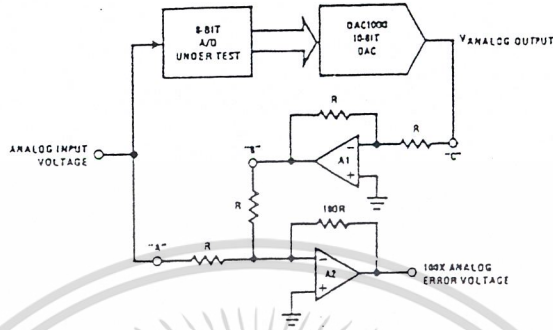 8-BIT
A/D
UNDER TEST
DAC1000
10-BIT
DAC
VANALOG OUTPUT
R
R
"B"
A1
"C"
ANALOG INPUT
VOLTAGE
R
100R
"A"
R
A2
100X ANALOG
ERROR VOLTAGE